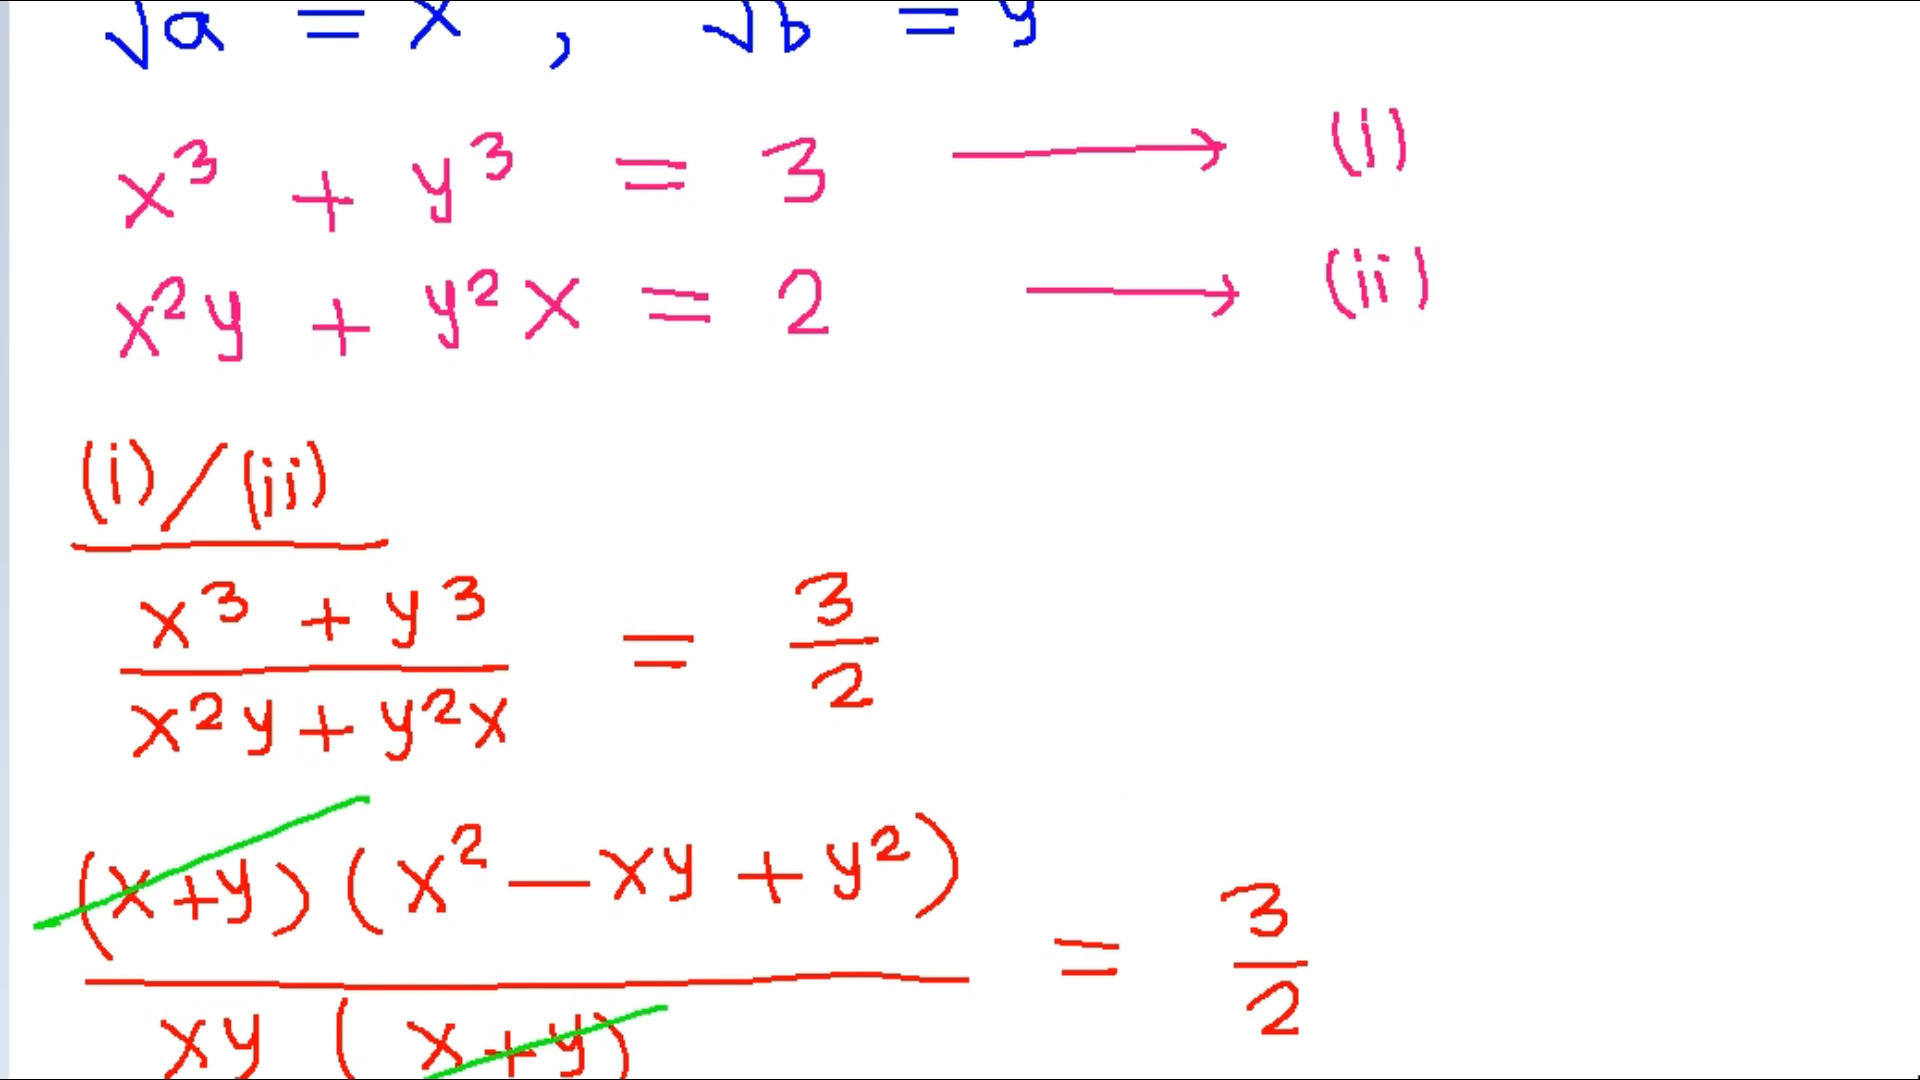 √a = x , √b = y
x³ + y³ = 3 ⟶ (i)
x²y + y²x = 2 ⟶ (ii)
(i)/(ii)
x³ + y³
x²y + y²x
=
3
2
(x+y) (x² − xy + y²)
xy (x+y)
=
3
2